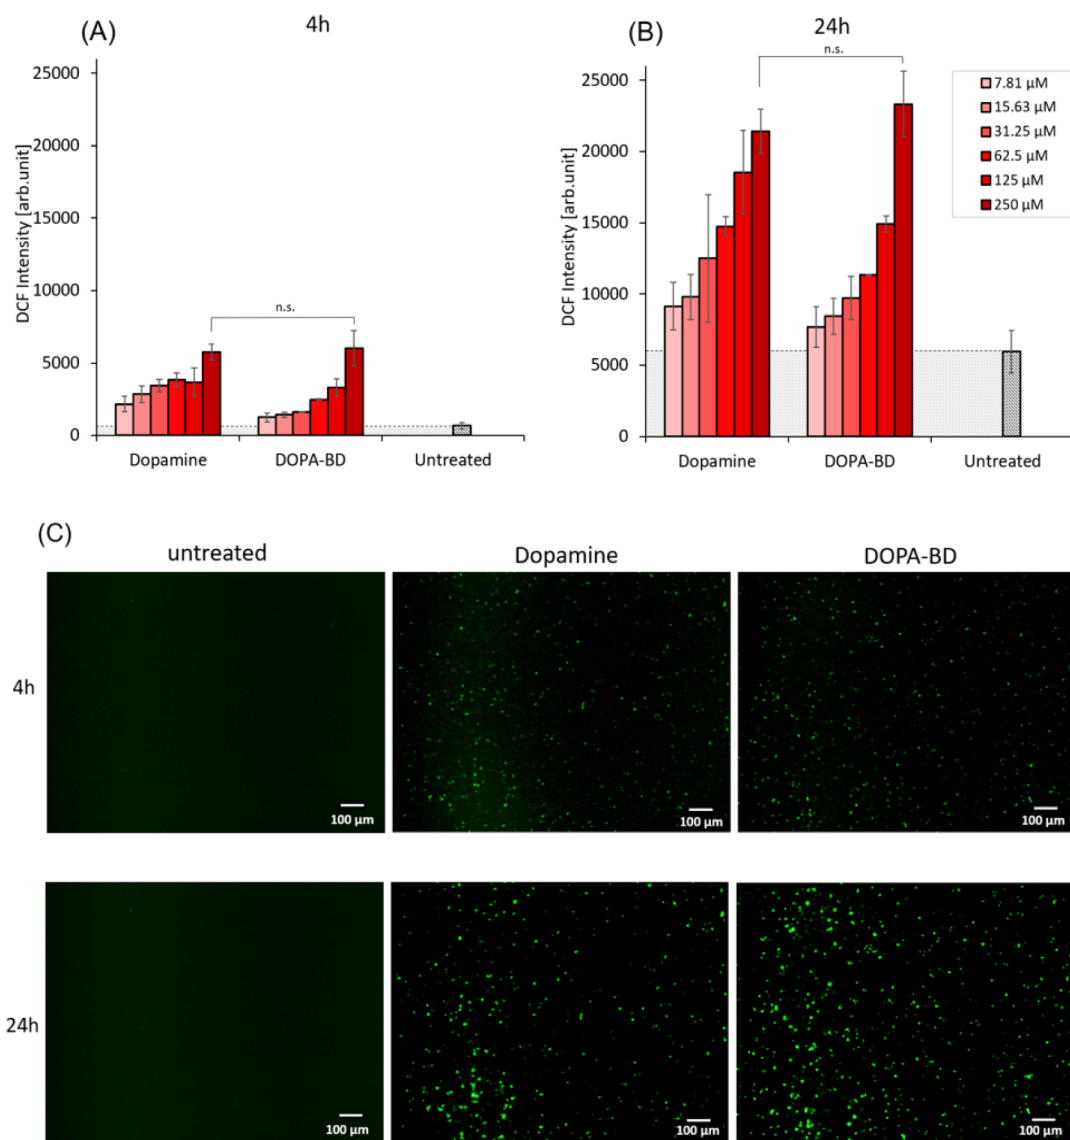 (A)
4h
DCF Intensity [arb.unit]
25000
20000
15000
10000
5000
0
n.s.
Dopamine
DOPA-BD
Untreated
(B)
24h
n.s.
DCF Intensity [arb.unit]
25000
20000
15000
10000
5000
0
7.81 µM
15.63 µM
31.25 µM
62.5 µM
125 µM
250 µM
Dopamine
DOPA-BD
Untreated
(C)
untreated
Dopamine
DOPA-BD
4h
100 µm
100 µm
100 µm
24h
100 µm
100 µm
100 µm